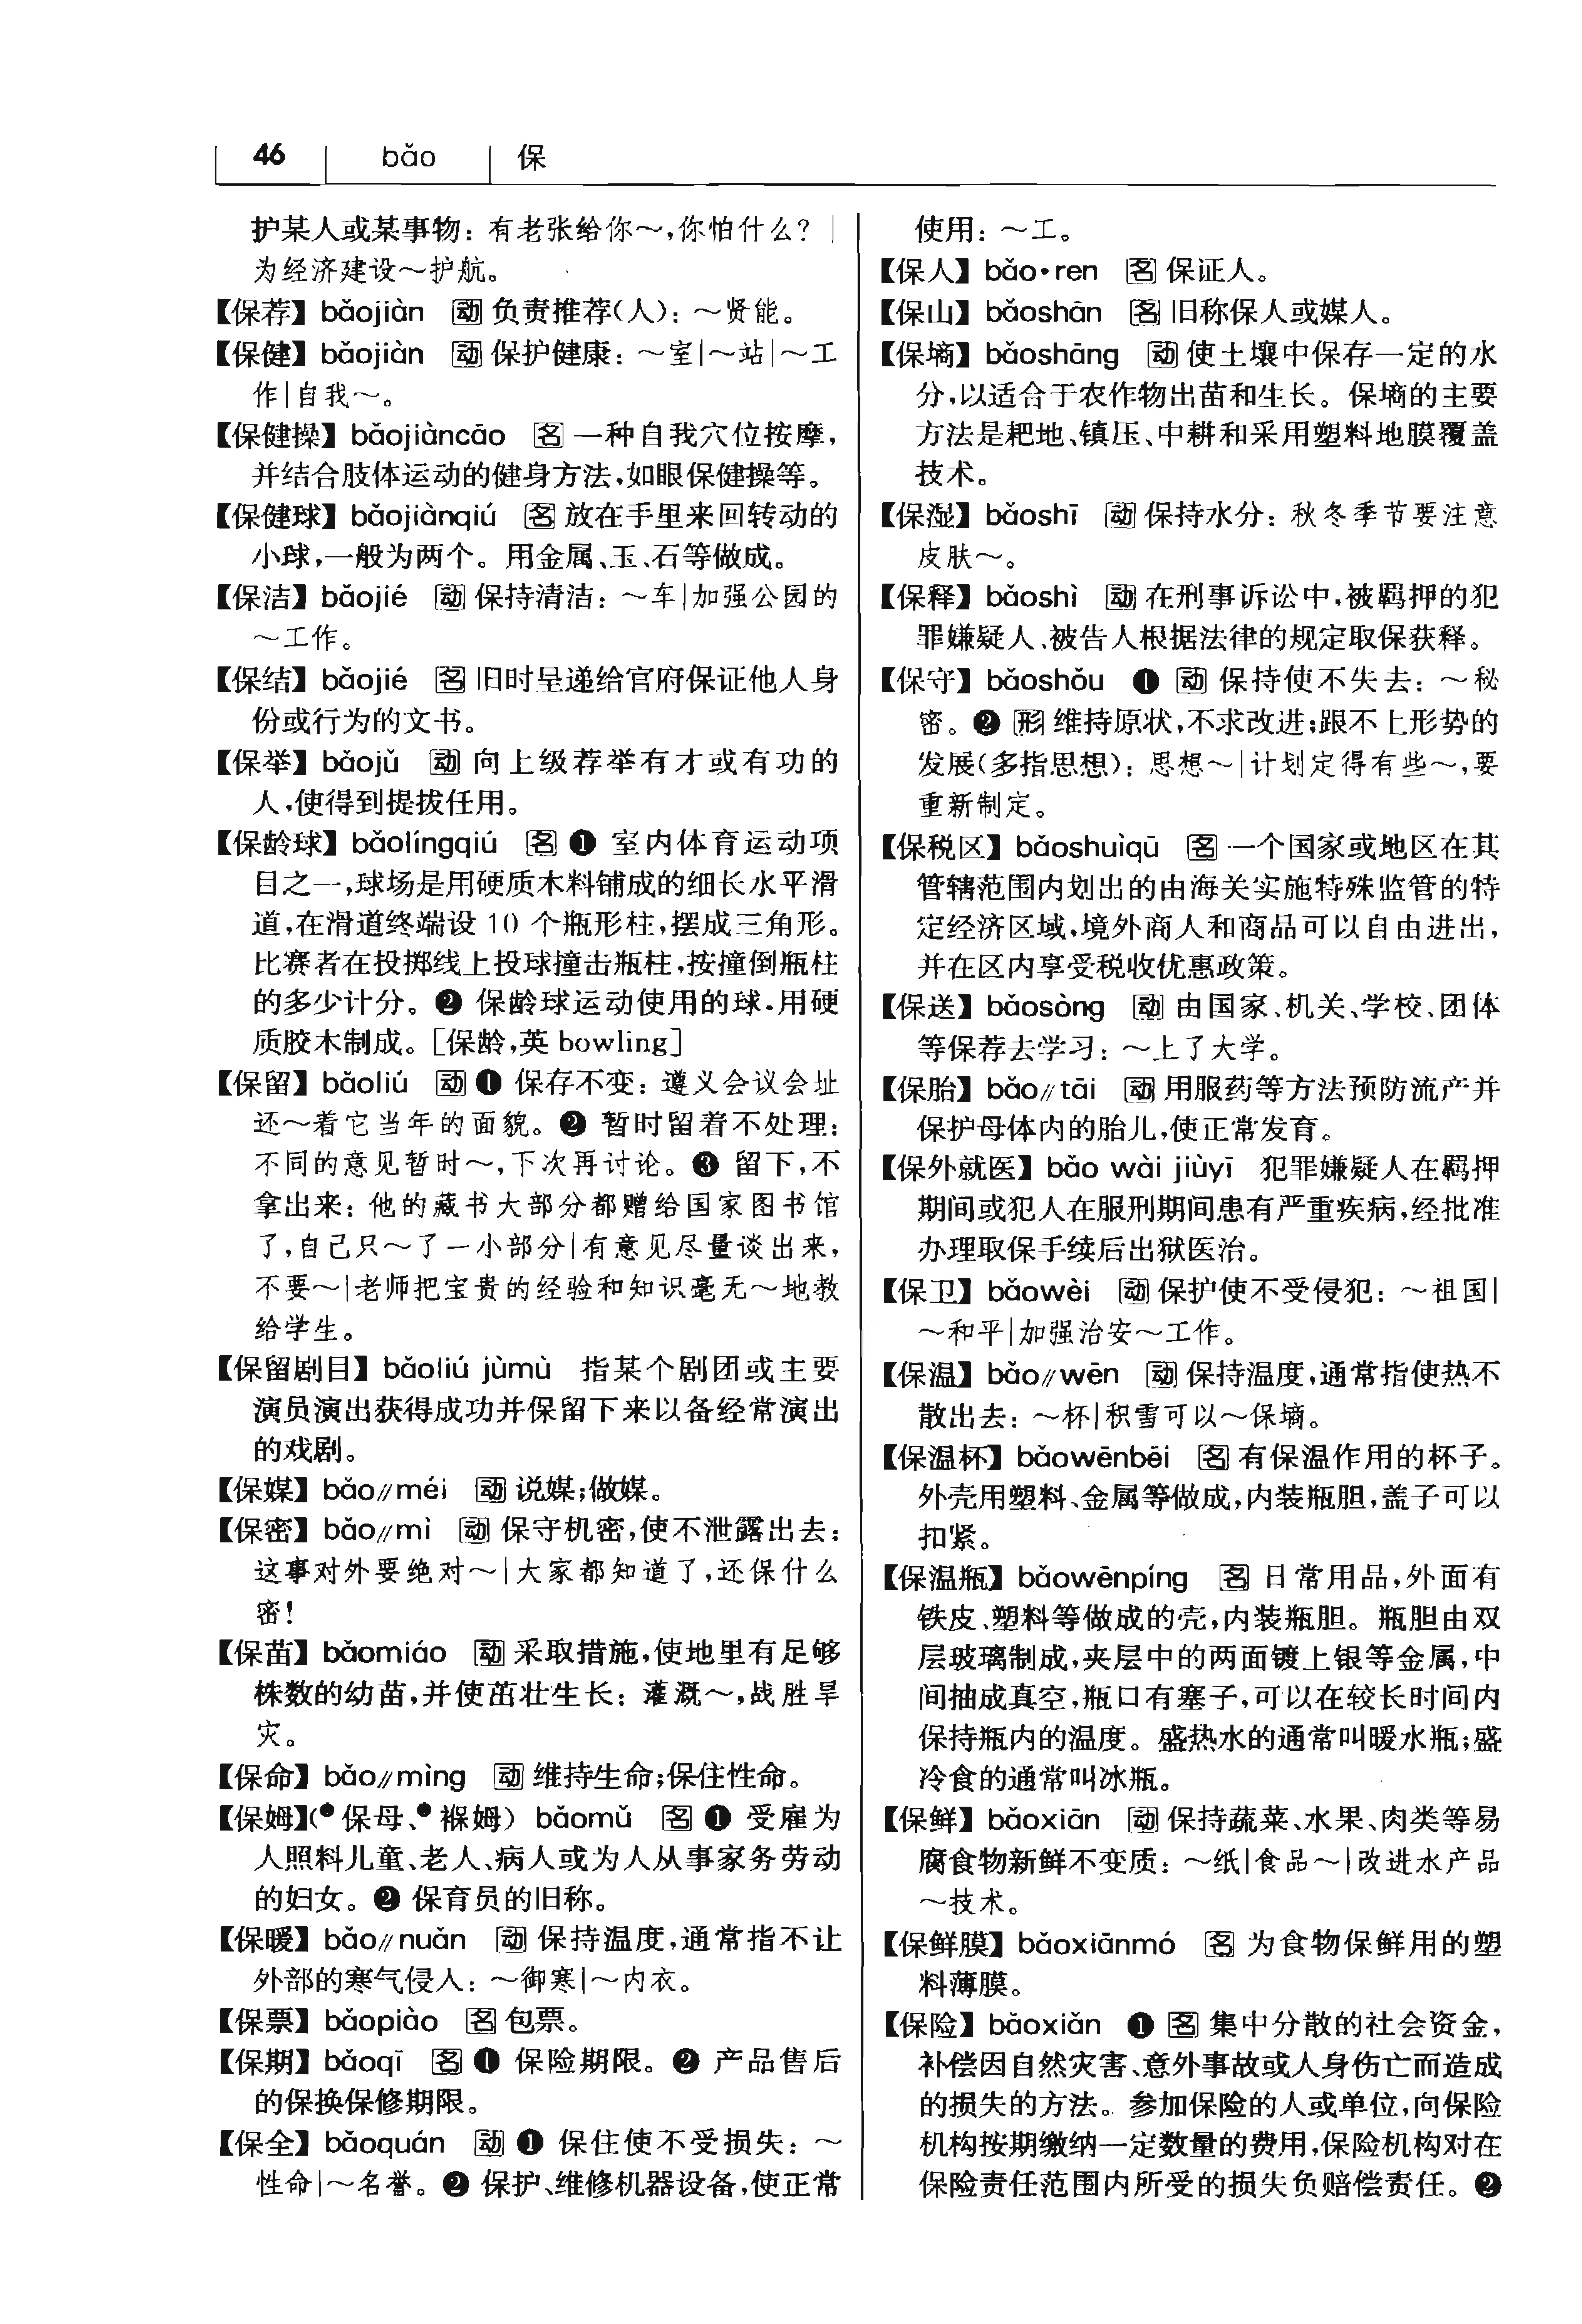 46 bǎo 保
护某人或某事物：有老张给你～，你怕什么？｜
为经济建设～护航。
【保荐】bǎojiàn 动 负责推荐(人)：～贤能。
【保健】bǎojiàn 动 保护健康：～室|～站|～工
作|自我～。
【保健操】bǎojiàncāo 名 一种自我穴位按摩，
并结合肢体运动的健身方法，如眼保健操等。
【保健球】bǎojiànqiú 名 放在手里来回转动的
小球，一般为两个。用金属、玉、石等做成。
【保洁】bǎojié 动 保持清洁：～车|加强公园的
～工作。
【保结】bǎojié 名 旧时呈递给官府保证他人身
份或行为的文书。
【保举】bǎojǔ 动 向上级荐举有才或有功的
人，使得到提拔任用。
【保龄球】bǎolíngqiú 名 ❶ 室内体育运动项
目之一，球场是用硬质木料铺成的细长水平滑
道，在滑道终端设 10 个瓶形柱，摆成三角形。
比赛者在投掷线上投球撞击瓶柱，按撞倒瓶柱
的多少计分。❷ 保龄球运动使用的球，用硬
质胶木制成。[保龄，英 bowling]
【保留】bǎoliú 动 ❶ 保存不变：遵义会议会址
还～着它当年的面貌。❷ 暂时留着不处理：
不同的意见暂时～，下次再讨论。❸ 留下，不
拿出来：他的藏书大部分都赠给国家图书馆
了，自己只～了一小部分|有意见尽量谈出来，
不要～|老师把宝贵的经验和知识毫无～地教
给学生。
【保留剧目】bǎoliú jùmù 指某个剧团或主要
演员演出获得成功并保留下来以备经常演出
的戏剧。
【保媒】bǎo∥méi 动 说媒；做媒。
【保密】bǎo∥mì 动 保守机密，使不泄露出去：
这事对外要绝对～|大家都知道了，还保什么
密！
【保苗】bǎomiáo 动 采取措施，使地里有足够
株数的幼苗，并使茁壮生长：灌溉～，战胜旱
灾。
【保命】bǎo∥mìng 动 维持生命；保住性命。
【保姆】(●保母、●褓姆) bǎomǔ 名 ❶ 受雇为
人照料儿童、老人、病人或为人从事家务劳动
的妇女。❷ 保育员的旧称。
【保暖】bǎo∥nuǎn 动 保持温度，通常指不让
外部的寒气侵入：～御寒|～内衣。
【保票】bǎopiào 名 包票。
【保期】bǎoqī 名 ❶ 保险期限。❷ 产品售后
的保换保修期限。
【保全】bǎoquán 动 ❶ 保住使不受损失：～
性命|～名誉。❷ 保护、维修机器设备，使正常
使用：～工。
【保人】bǎo·ren 名 保证人。
【保山】bǎoshān 名 旧称保人或媒人。
【保墒】bǎoshāng 动 使土壤中保存一定的水
分，以适合于农作物出苗和生长。保墒的主要
方法是耙地、镇压、中耕和采用塑料地膜覆盖
技术。
【保湿】bǎoshī 动 保持水分：秋冬季节要注意
皮肤～。
【保释】bǎoshì 动 在刑事诉讼中，被羁押的犯
罪嫌疑人、被告人根据法律的规定取保获释。
【保守】bǎoshǒu ❶ 动 保持使不失去：～秘
密。❷ 形 维持原状，不求改进；跟不上形势的
发展(多指思想)：思想～|计划定得有些～，要
重新制定。
【保税区】bǎoshuìqū 名 一个国家或地区在其
管辖范围内划出的由海关实施特殊监管的特
定经济区域，境外商人和商品可以自由进出，
并在区内享受税收优惠政策。
【保送】bǎosòng 动 由国家、机关、学校、团体
等保荐去学习：～上了大学。
【保胎】bǎo∥tāi 动 用服药等方法预防流产并
保护母体内的胎儿，使正常发育。
【保外就医】bǎo wài jiùyī 犯罪嫌疑人在羁押
期间或犯人在服刑期间患有严重疾病，经批准
办理取保手续后出狱医治。
【保卫】bǎowèi 动 保护使不受侵犯：～祖国|
～和平|加强治安～工作。
【保温】bǎo∥wēn 动 保持温度，通常指使热不
散出去：～杯|积雪可以～保墒。
【保温杯】bǎowēnbēi 名 有保温作用的杯子。
外壳用塑料、金属等做成，内装瓶胆，盖子可以
扣紧。
【保温瓶】bǎowēnpíng 名 日常用品，外面有
铁皮、塑料等做成的壳，内装瓶胆。瓶胆由双
层玻璃制成，夹层中的两面镀上银等金属，中
间抽成真空，瓶口有塞子，可以在较长时间内
保持瓶内的温度。盛热水的通常叫暖水瓶；盛
冷食的通常叫冰瓶。
【保鲜】bǎoxiān 动 保持蔬菜、水果、肉类等易
腐食物新鲜不变质：～纸|食品～|改进水产品
～技术。
【保鲜膜】bǎoxiānmó 名 为食物保鲜用的塑
料薄膜。
【保险】bǎoxiǎn ❶ 名 集中分散的社会资金，
补偿因自然灾害、意外事故或人身伤亡而造成
的损失的方法。参加保险的人或单位，向保险
机构按期缴纳一定数量的费用，保险机构对在
保险责任范围内所受的损失负赔偿责任。❷